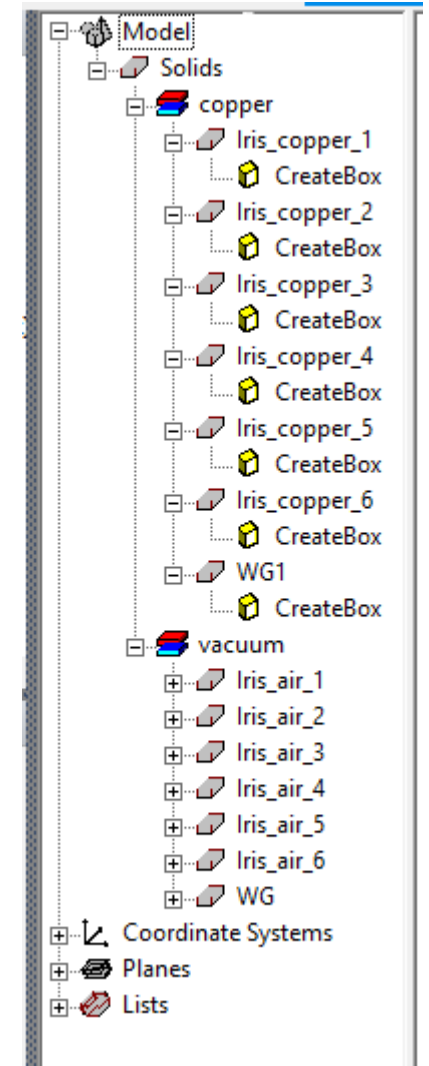 Model
Solids
copper
Iris_copper_1
CreateBox
Iris_copper_2
CreateBox
Iris_copper_3
CreateBox
Iris_copper_4
CreateBox
Iris_copper_5
CreateBox
Iris_copper_6
CreateBox
WG1
CreateBox
vacuum
Iris_air_1
Iris_air_2
Iris_air_3
Iris_air_4
Iris_air_5
Iris_air_6
WG
Coordinate Systems
Planes
Lists